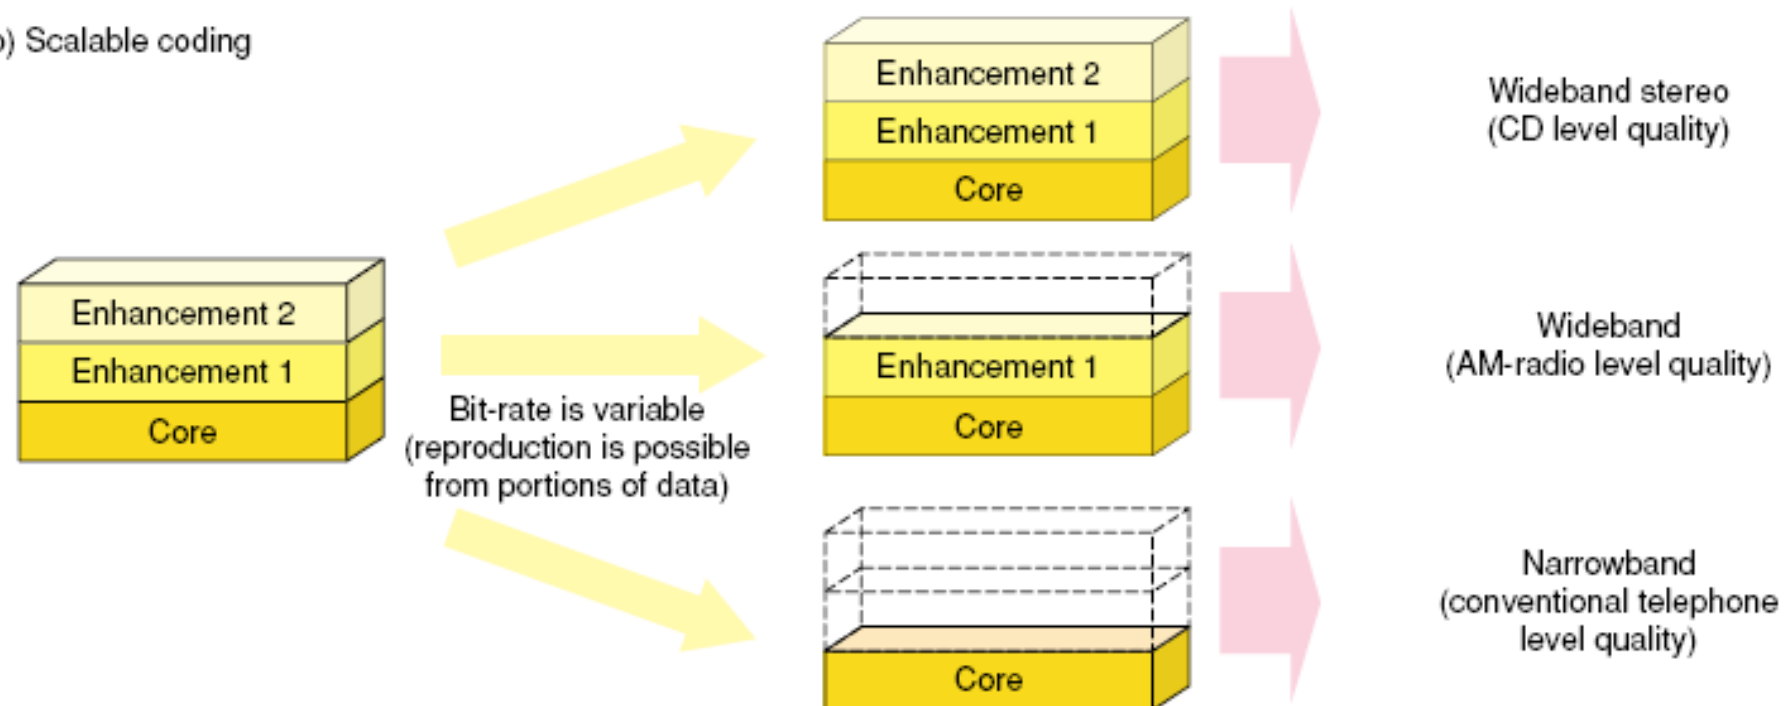 ) Scalable coding
Enhancement 2
Enhancement 1
Core
Bit-rate is variable
(reproduction is possible
from portions of data)
Enhancement 2
Enhancement 1
Core
Wideband stereo
(CD level quality)
Enhancement 1
Core
Wideband
(AM-radio level quality)
Core
Narrowband
(conventional telephone
level quality)